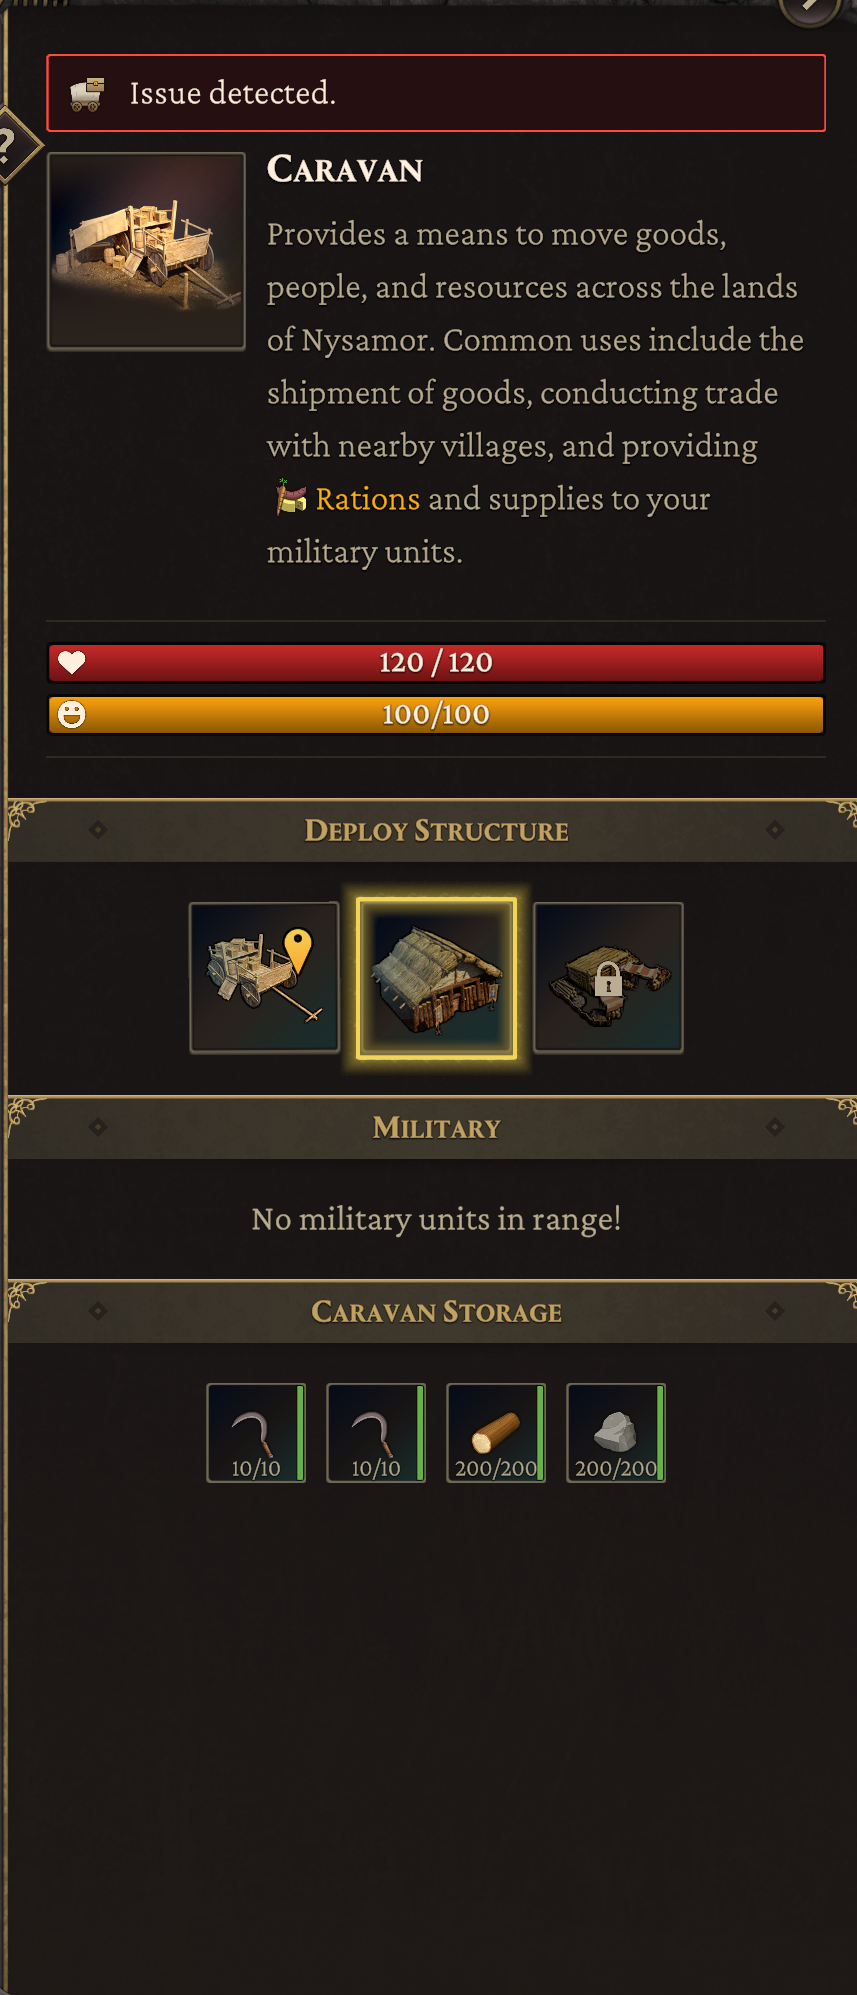 Issue detected.
?
Caravan
Provides a means to move goods,
people, and resources across the lands
of Nysamor. Common uses include the
shipment of goods, conducting trade
with nearby villages, and providing
Rations and supplies to your
military units.
120 / 120
100/100
Deploy Structure
Military
No military units in range!
Caravan Storage
10/10 10/10 200/200 200/200